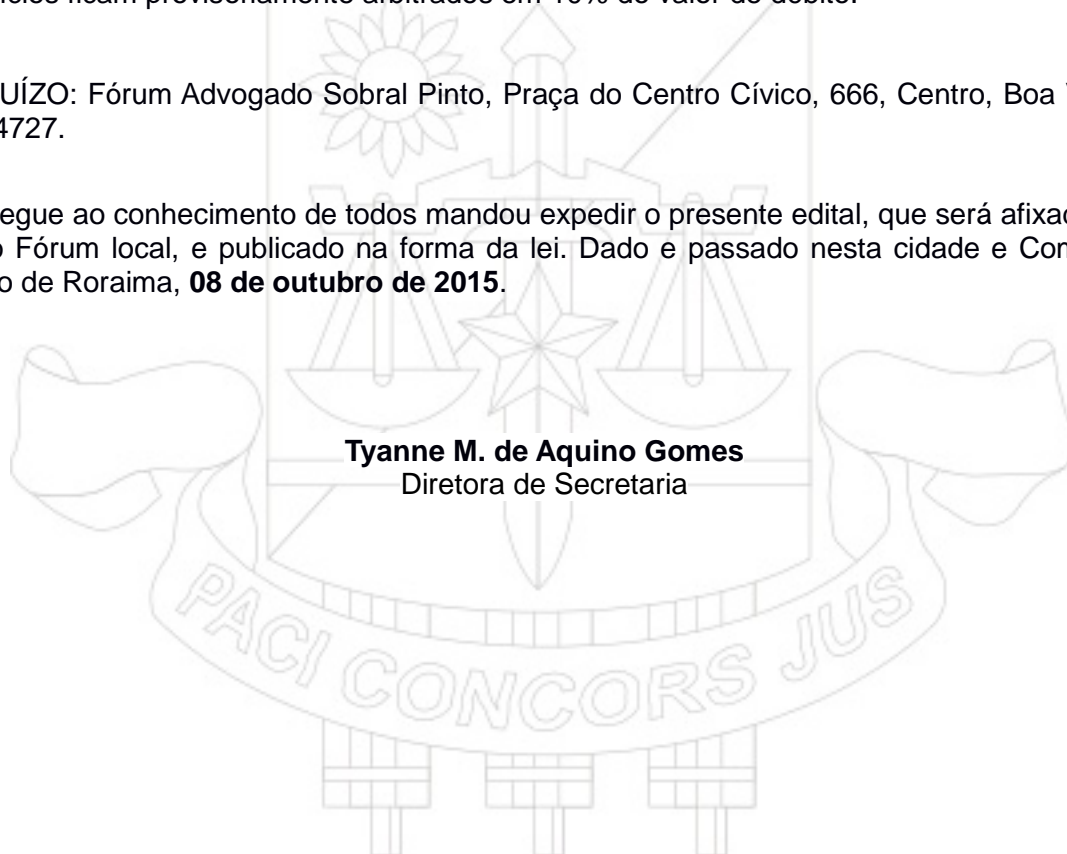 ficam provisoriamente arbitrados em 10% do valor do débito.
UÍZO: Fórum Advogado Sobral Pinto, Praça do Centro Cívico, 666, Centro, Boa
4727.
egue ao conhecimento de todos mandou expedir o presente edital, que será afixad
o Fórum local, e publicado na forma da lei. Dado e passado nesta cidade e Com
o de Roraima, 08 de outubro de 2015.
Tyanne M. de Aquino Gomes
Diretora de Secretaria
PACI CONCORS JUS